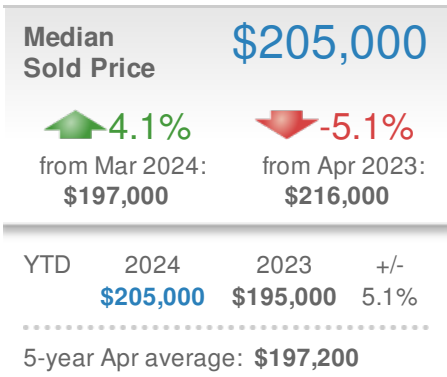 Median
Sold Price
$205,000
4.1%
-5.1%
from Mar 2024:
from Apr 2023:
$197,000
$216,000
YTD 2024 2023 +/-
$205,000 $195,000 5.1%
5-year Apr average: $197,200